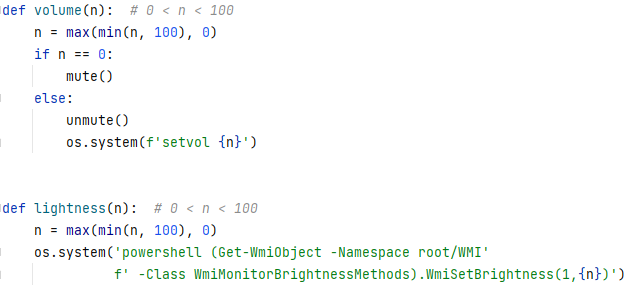 def volume(n):  # 0 < n < 100
    n = max(min(n, 100), 0)
    if n == 0:
        mute()
    else:
        unmute()
        os.system(f'setvol {n}')
def lightness(n):  # 0 < n < 100
    n = max(min(n, 100), 0)
    os.system('powershell (Get-WmiObject -Namespace root/WMI'
              f' -Class WmiMonitorBrightnessMethods).WmiSetBrightness(1,{n})')